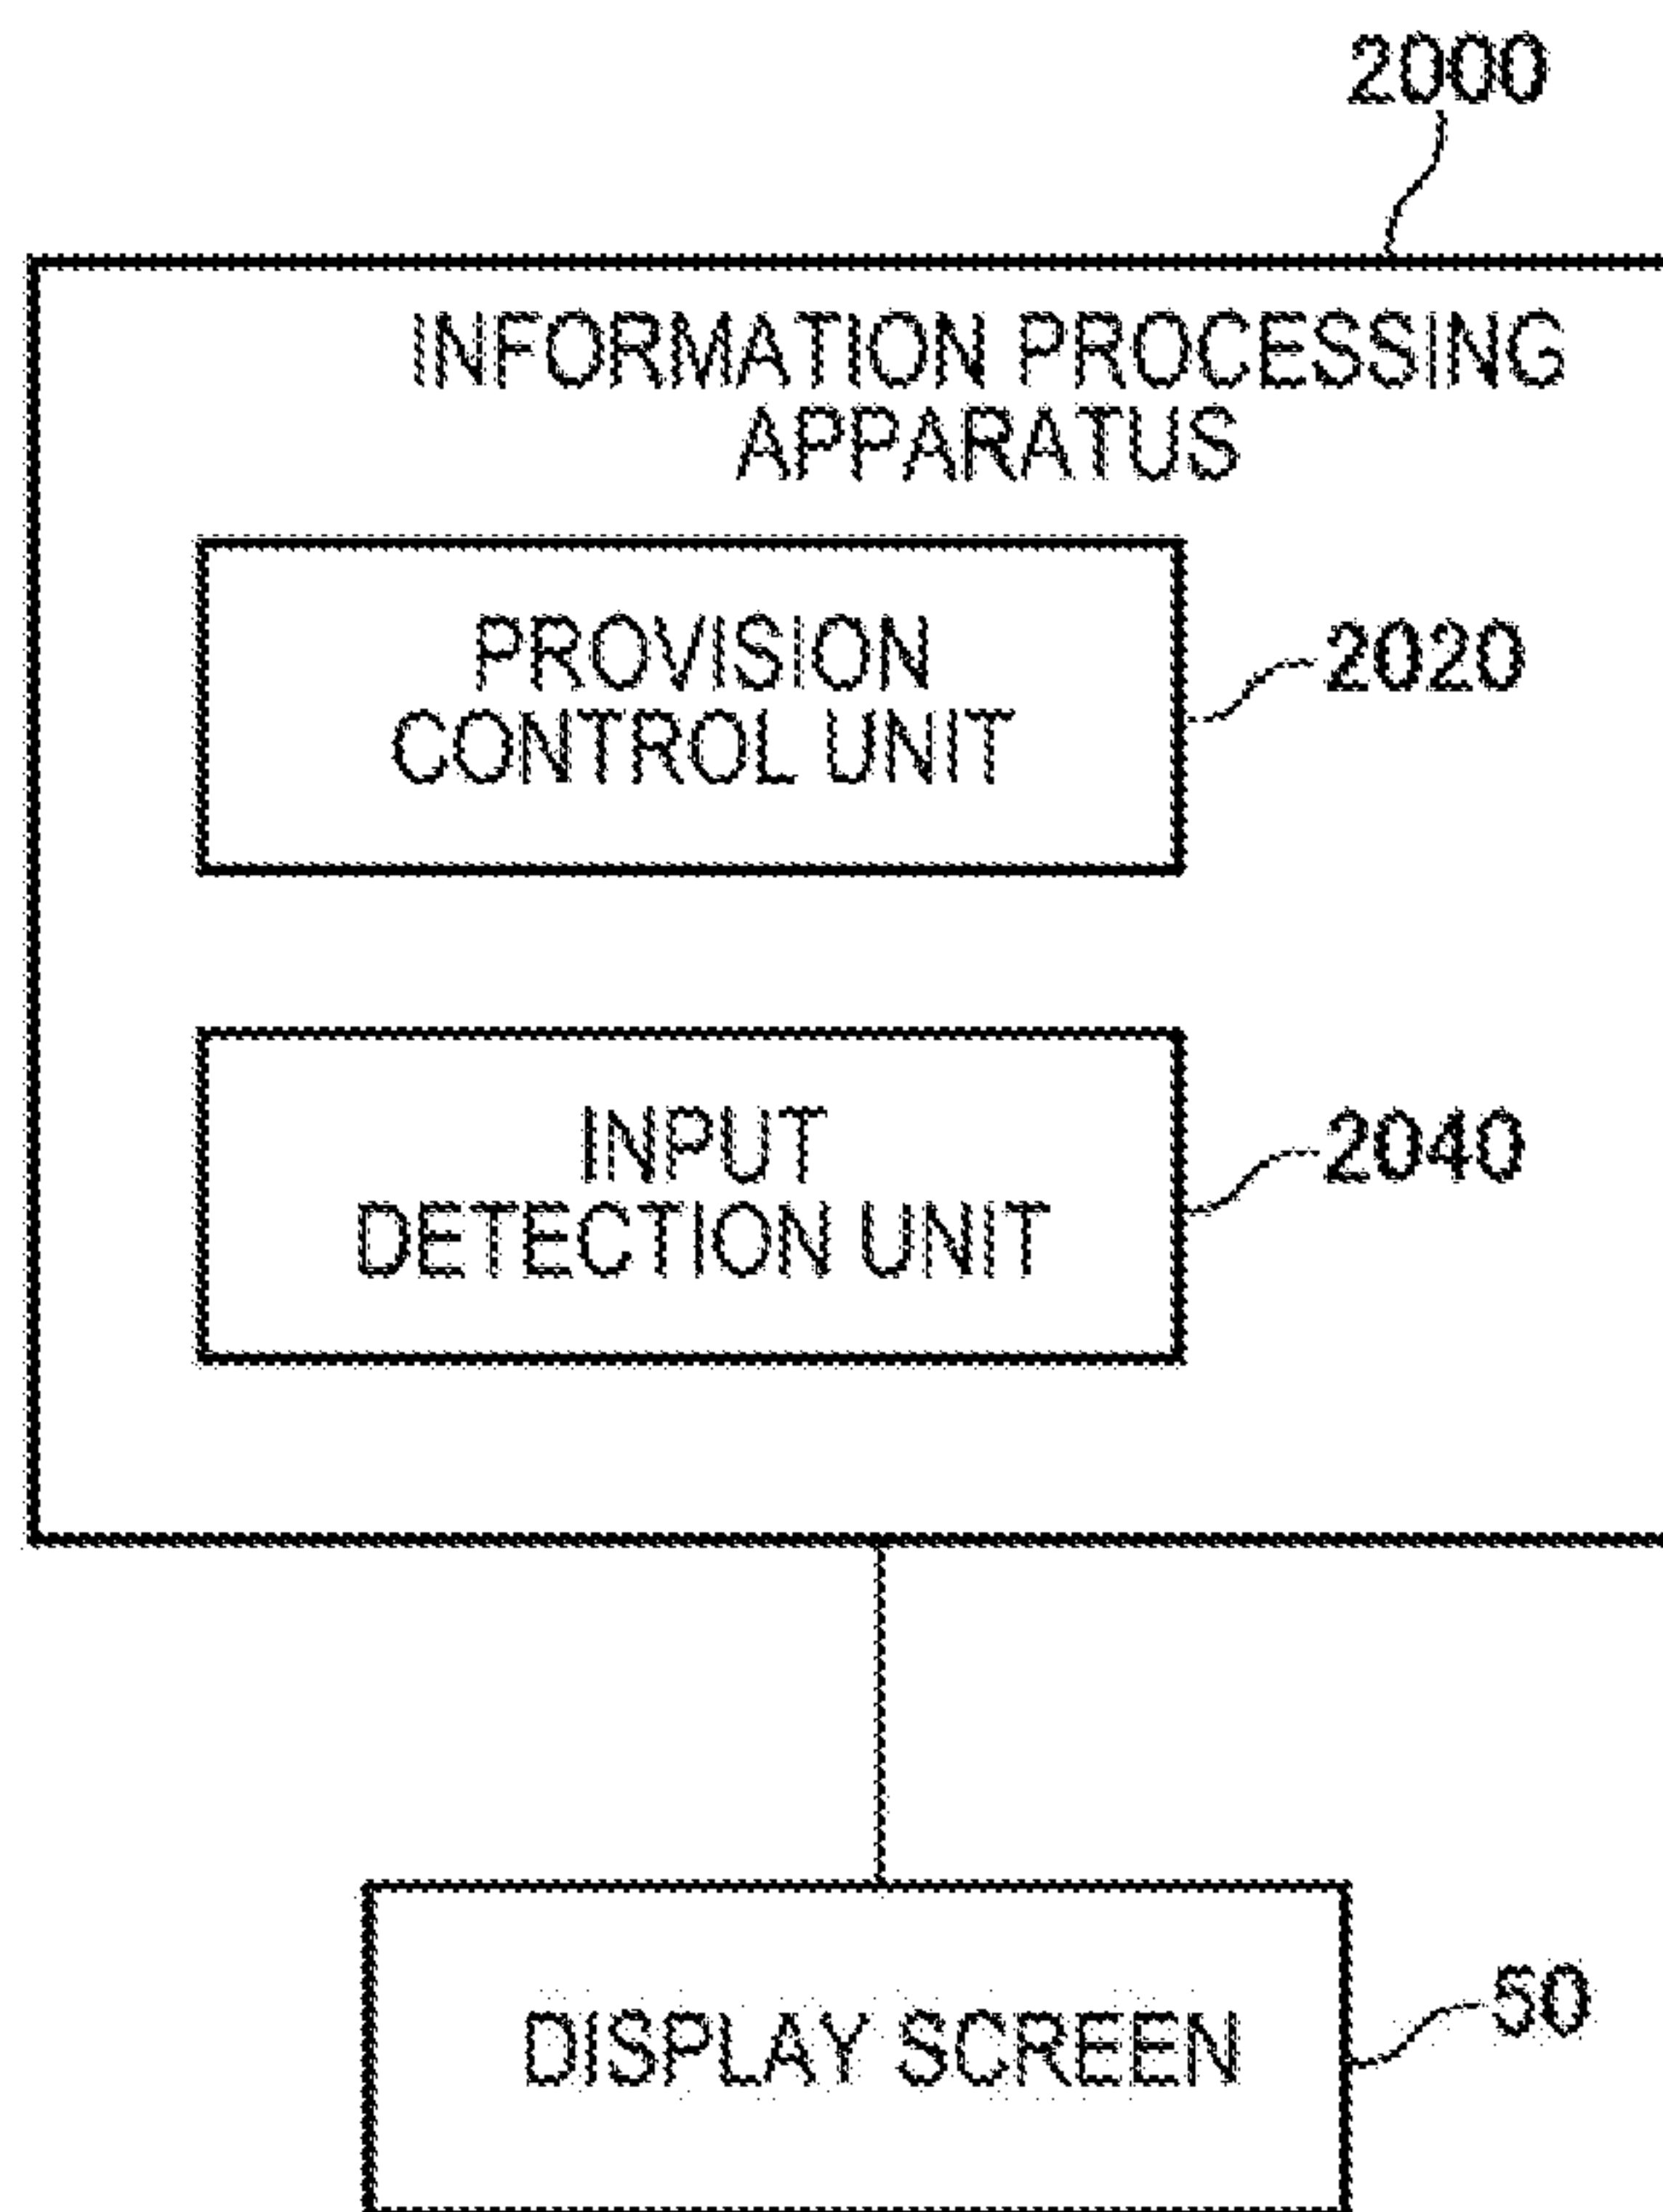 2000
INFORMATION PROCESSING
APPARATUS
PROVISION
CONTROL UNIT
2020
INPUT
DETECTION UNIT
2040
DISPLAY SCREEN
50